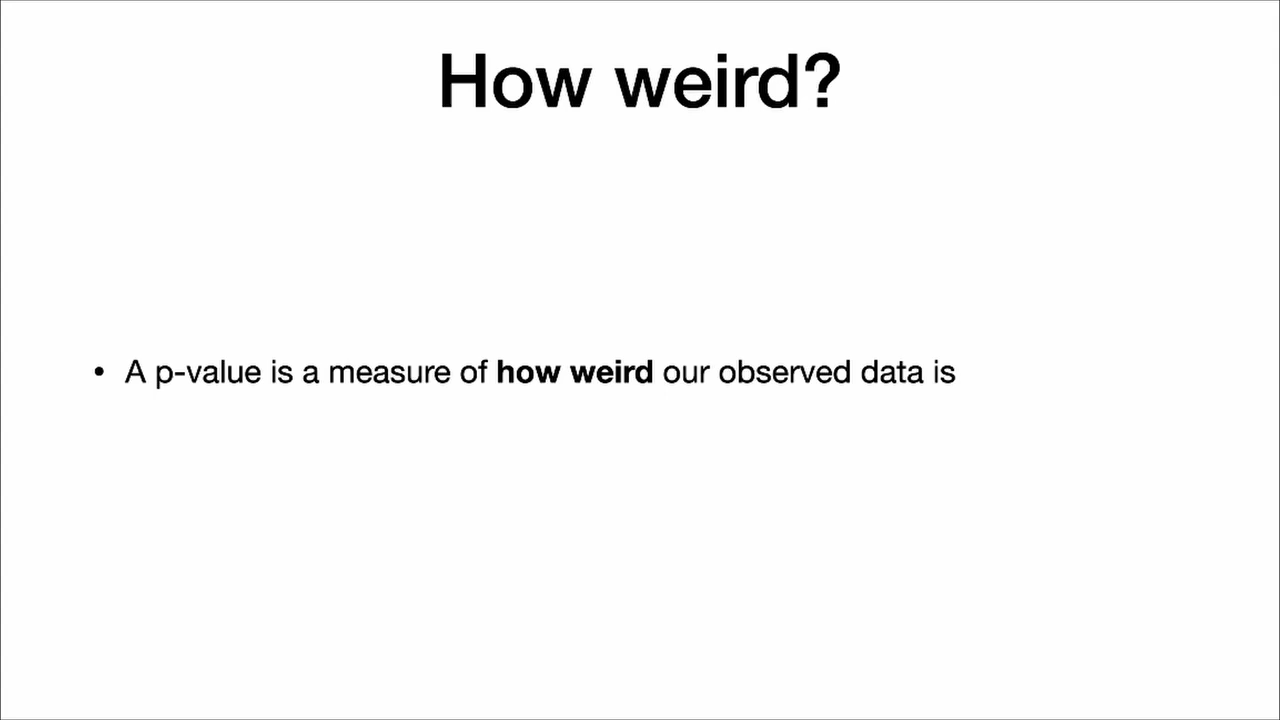 How weird?
• A p-value is a measure of how weird our observed data is